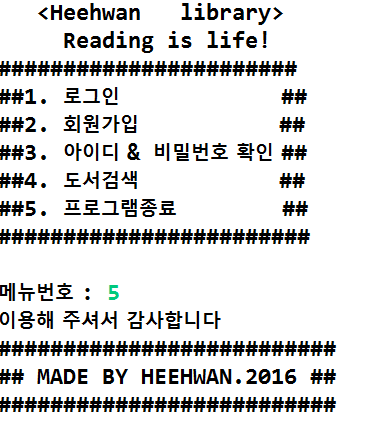 <Heehwan   library>
Reading is life!
#######################
##1. 로그인 ##
##2. 회원가입 ##
##3. 아이디 & 비밀번호 확인 ##
##4. 도서검색 ##
##5. 프로그램종료 ##
########################
메뉴번호 : 5
이용해 주셔서 감사합니다
##########################
## MADE BY HEEHWAN.2016 ##
##########################